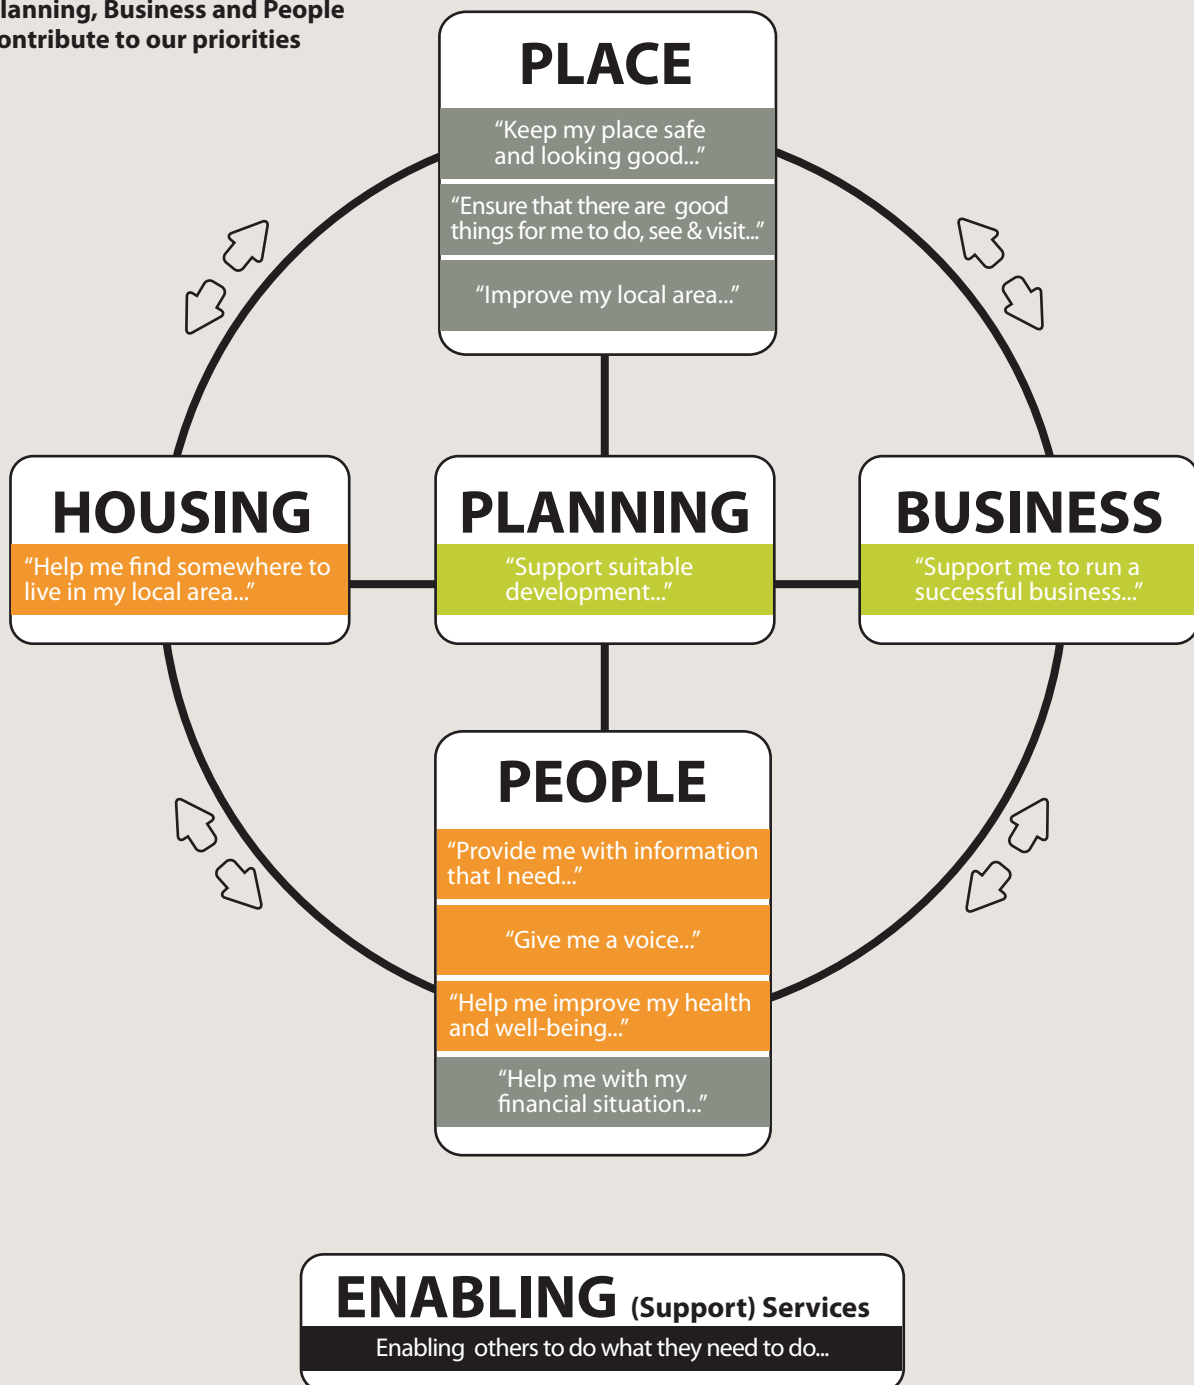 lanning, Business and People
ontribute to our priorities
PLACE
“Keep my place safe
and looking good...”
“Ensure that there are good
things for me to do, see & visit...”
“Improve my local area...”
HOUSING
“Help me find somewhere to
live in my local area...”
PLANNING
“Support suitable
development...”
BUSINESS
“Support me to run a
successful business...”
PEOPLE
“Provide me with information
that I need...”
“Give me a voice...”
“Help me improve my health
and well-being...”
“Help me with my
financial situation...”
ENABLING (Support) Services
Enabling others to do what they need to do...